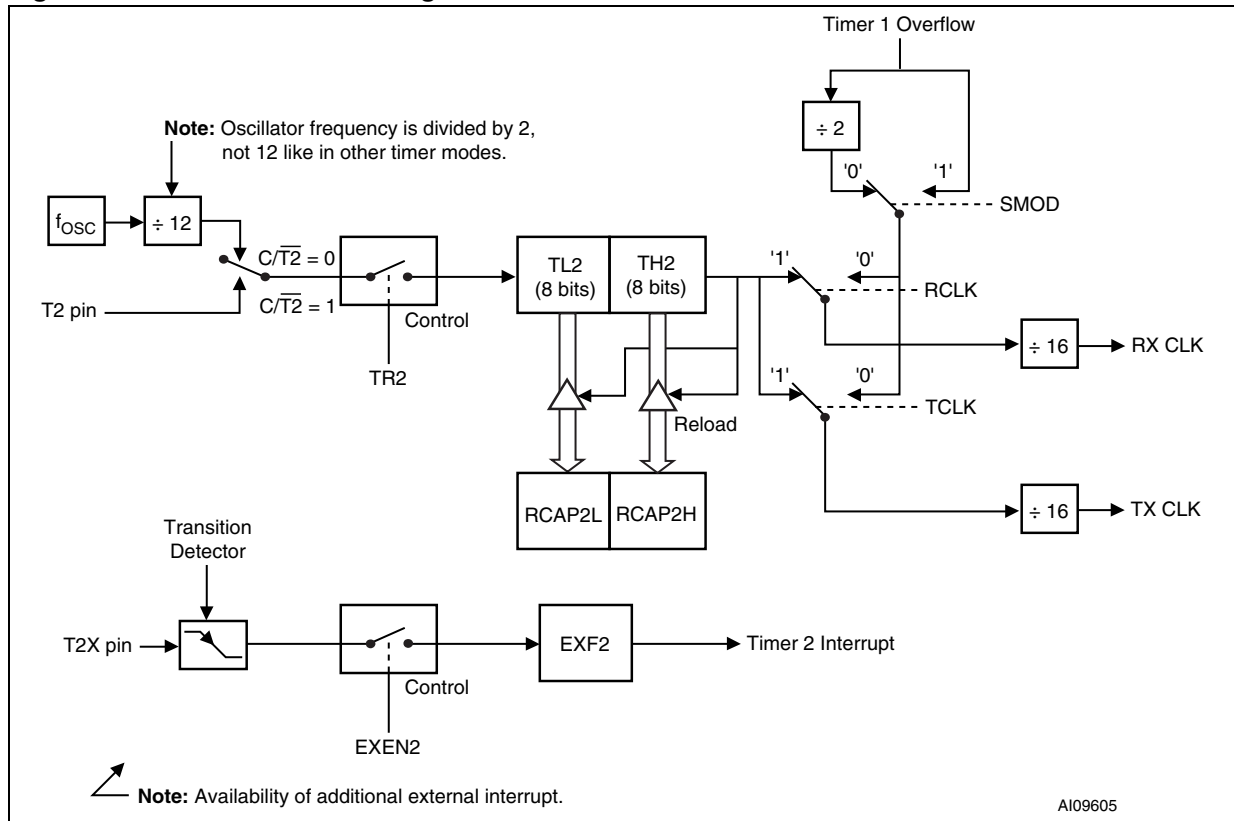 Timer 1 Overflow
÷ 2
'0'
'1'
SMOD
Note: Oscillator frequency is divided by 2,
not 12 like in other timer modes.
fOSC
÷ 12
C/T2 = 0
C/T2 = 1
T2 pin
Control
TR2
TL2
(8 bits)
TH2
(8 bits)
'1'
'0'
RCLK
÷ 16
RX CLK
'1'
'0'
TCLK
Reload
RCAP2L
RCAP2H
÷ 16
TX CLK
Transition
Detector
T2X pin
Control
EXEN2
EXF2
Timer 2 Interrupt
Note: Availability of additional external interrupt.
AI09605